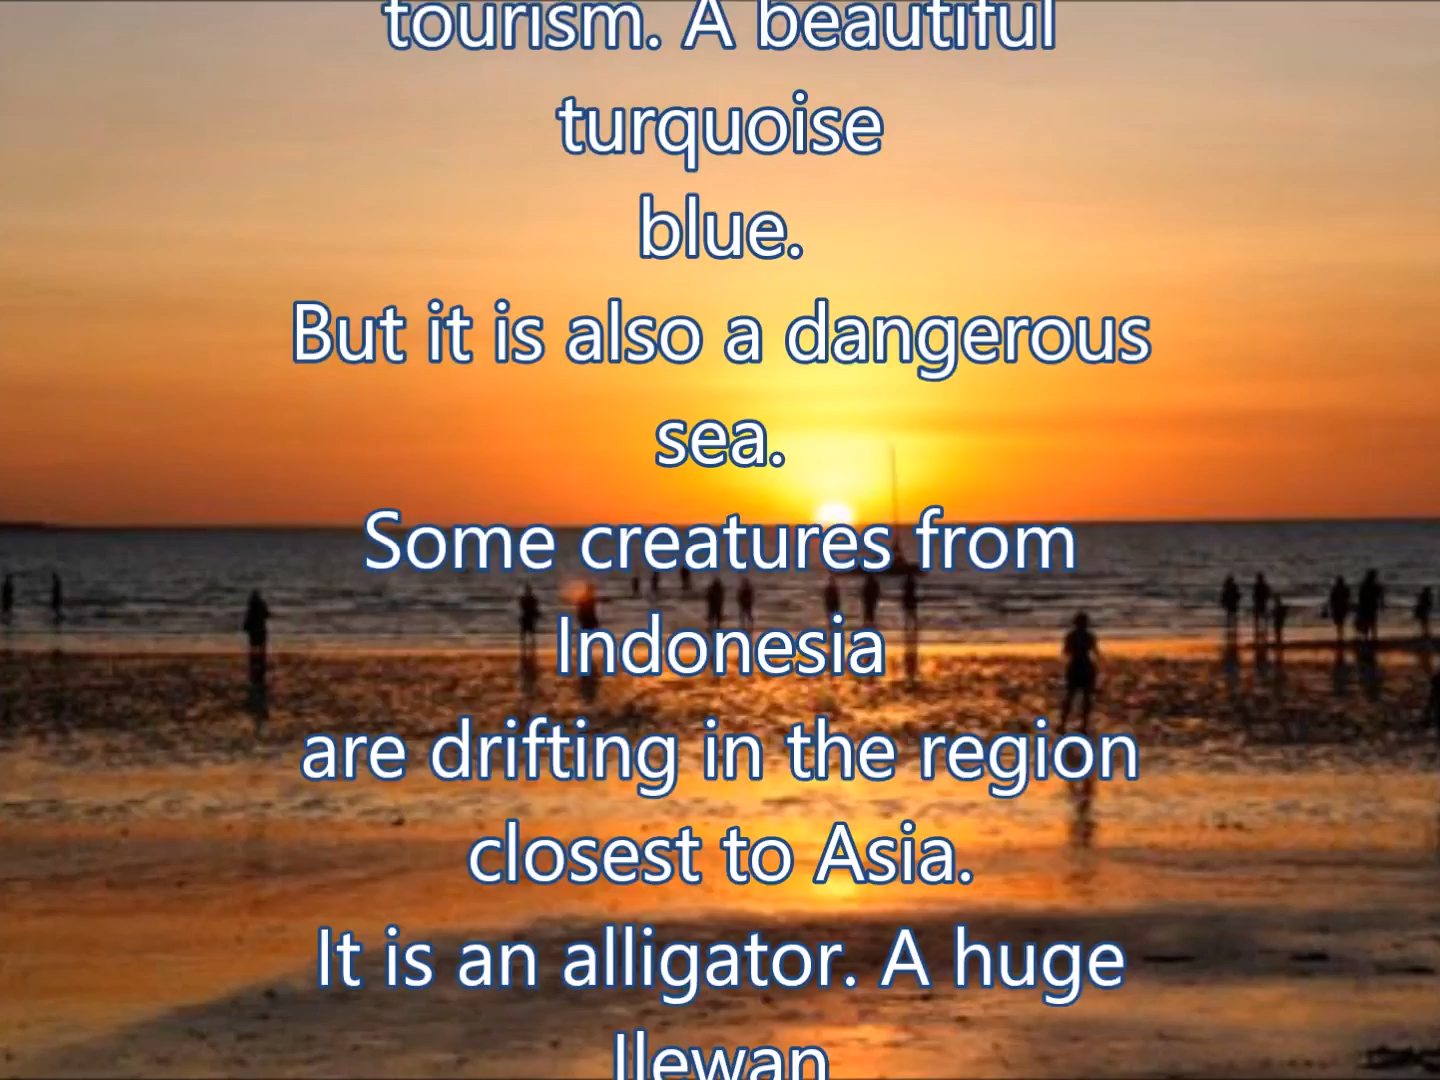 tourism. A beautiful
turquoise
blue.
But it is also a dangerous
sea.
Some creatures from
Indonesia
are drifting in the region
closest to Asia.
It is an alligator. A huge